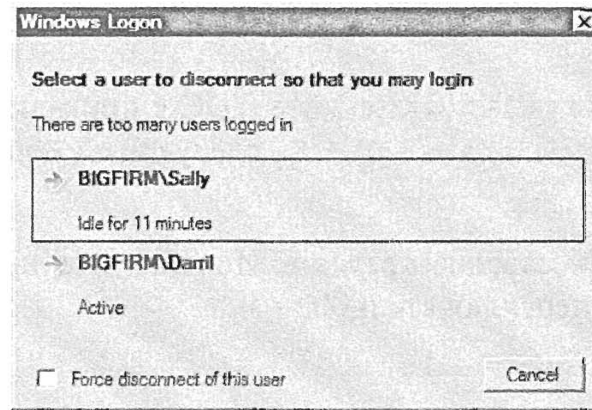 Windows Logon
Select a user to disconnect so that you may login
There are too many users logged in
BIGFIRM\Sally
Idle for 11 minutes
BIGFIRM\Darril
Active
Force disconnect of this user
Cancel